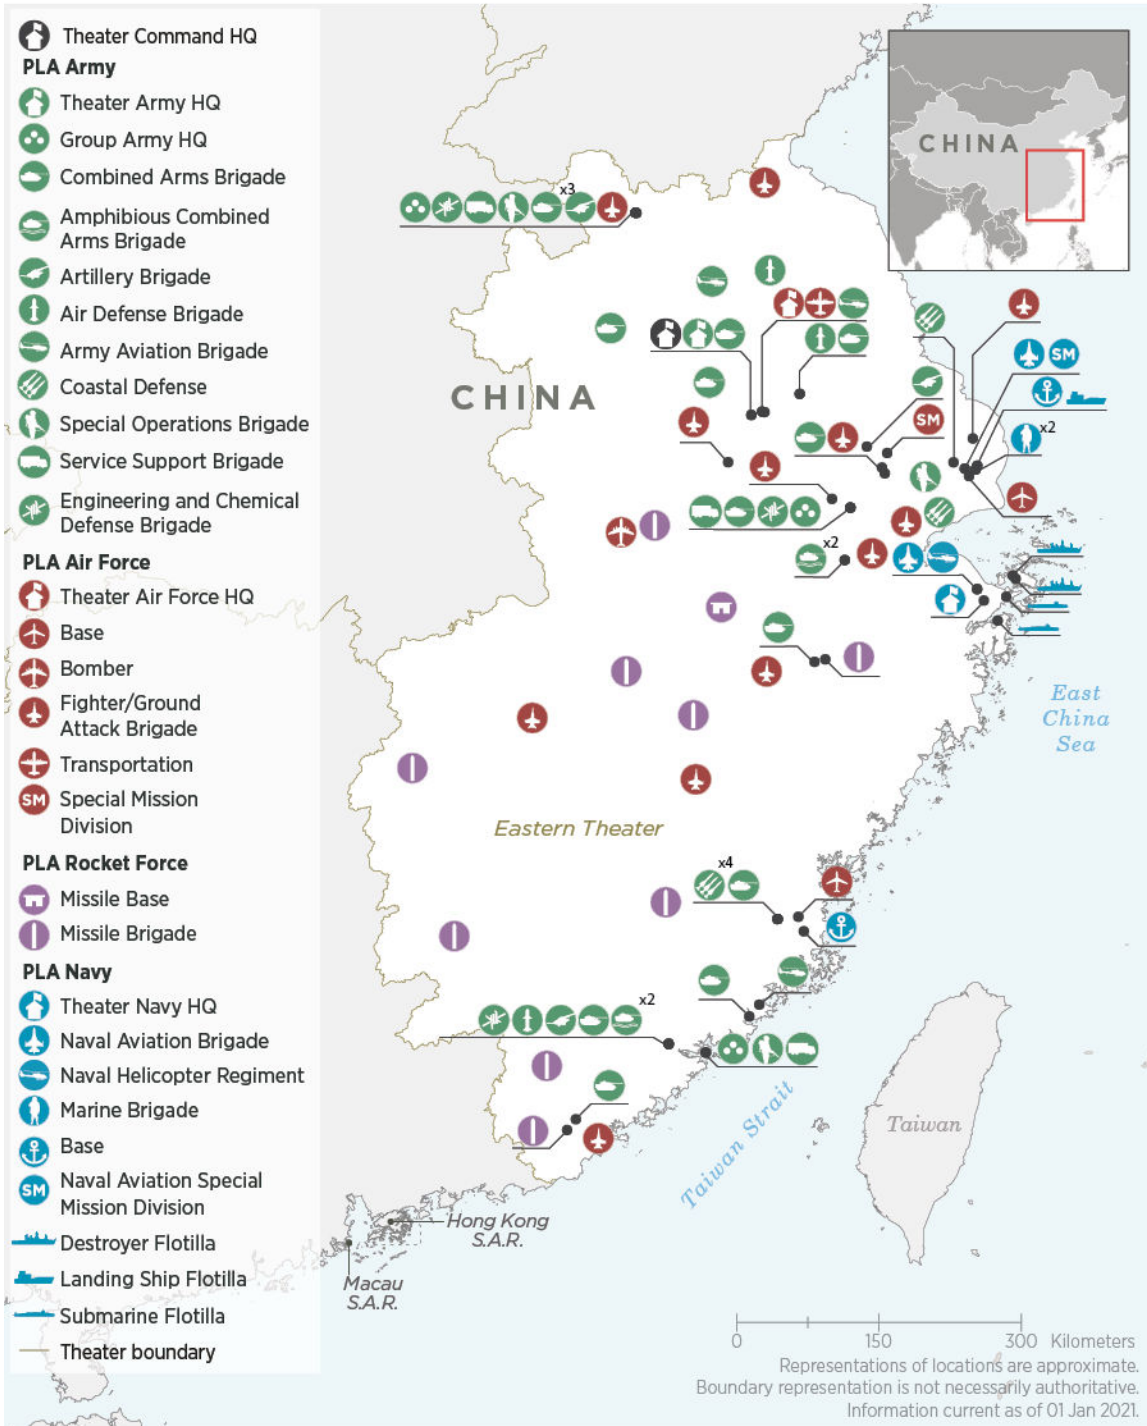 Theater Command HQ
PLA Army
Theater Army HQ
Group Army HQ
Combined Arms Brigade
Amphibious Combined
Arms Brigade
Artillery Brigade
Air Defense Brigade
Army Aviation Brigade
Coastal Defense
Special Operations Brigade
Service Support Brigade
Engineering and Chemical
Defense Brigade
PLA Air Force
Theater Air Force HQ
Base
Bomber
Fighter/Ground
Attack Brigade
Transportation
SM
Special Mission
Division
PLA Rocket Force
Missile Base
Missile Brigade
PLA Navy
Theater Navy HQ
Naval Aviation Brigade
Naval Helicopter Regiment
Marine Brigade
Base
SM
Naval Aviation Special
Mission Division
Destroyer Flotilla
Landing Ship Flotilla
Submarine Flotilla
Theater boundary
CHINA
x3
SM
CHINA
SM
x2
x2
East
China
Sea
Eastern Theater
x4
x2
Taiwan Strait
Taiwan
Hong Kong
S.A.R.
Macau
S.A.R.
0 150 300 Kilometers
Representations of locations are approximate.
Boundary representation is not necessarily authoritative.
Information current as of 01 Jan 2021.